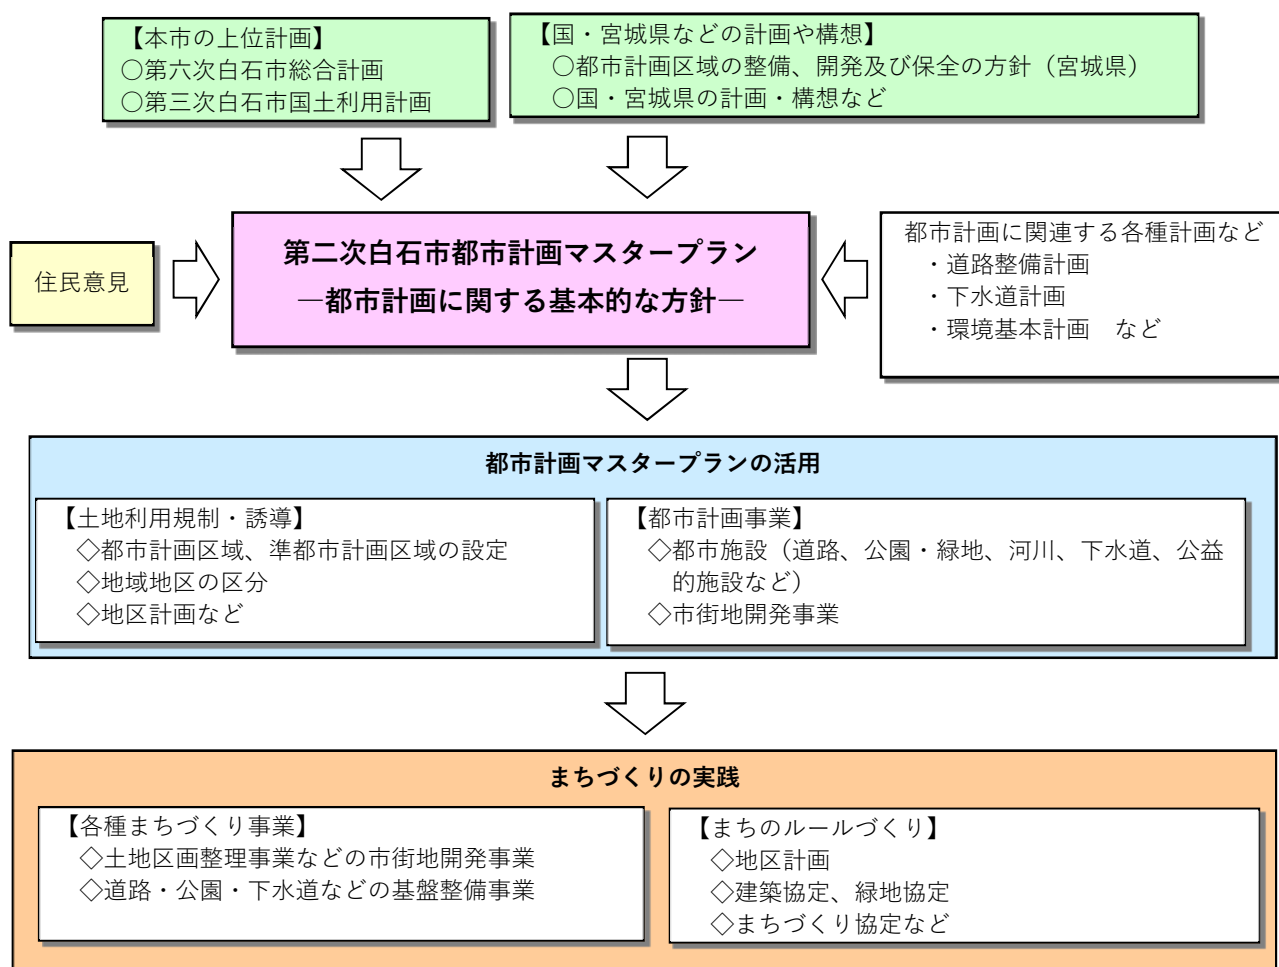 【本市の上位計画】
○第六次白石市総合計画
○第三次白石市国土利用計画
【国・宮城県などの計画や構想】
○都市計画区域の整備、開発及び保全の方針（宮城県）
○国・宮城県の計画・構想など
住民意見
第二次白石市都市計画マスタープラン
―都市計画に関する基本的な方針―
都市計画に関連する各種計画など
・道路整備計画
・下水道計画
・環境基本計画　など
都市計画マスタープランの活用
【土地利用規制・誘導】
◇都市計画区域、準都市計画区域の設定
◇地域地区の区分
◇地区計画など
【都市計画事業】
◇都市施設（道路、公園・緑地、河川、下水道、公益
的施設など）
◇市街地開発事業
まちづくりの実践
【各種まちづくり事業】
◇土地区画整理事業などの市街地開発事業
◇道路・公園・下水道などの基盤整備事業
【まちのルールづくり】
◇地区計画
◇建築協定、緑地協定
◇まちづくり協定など